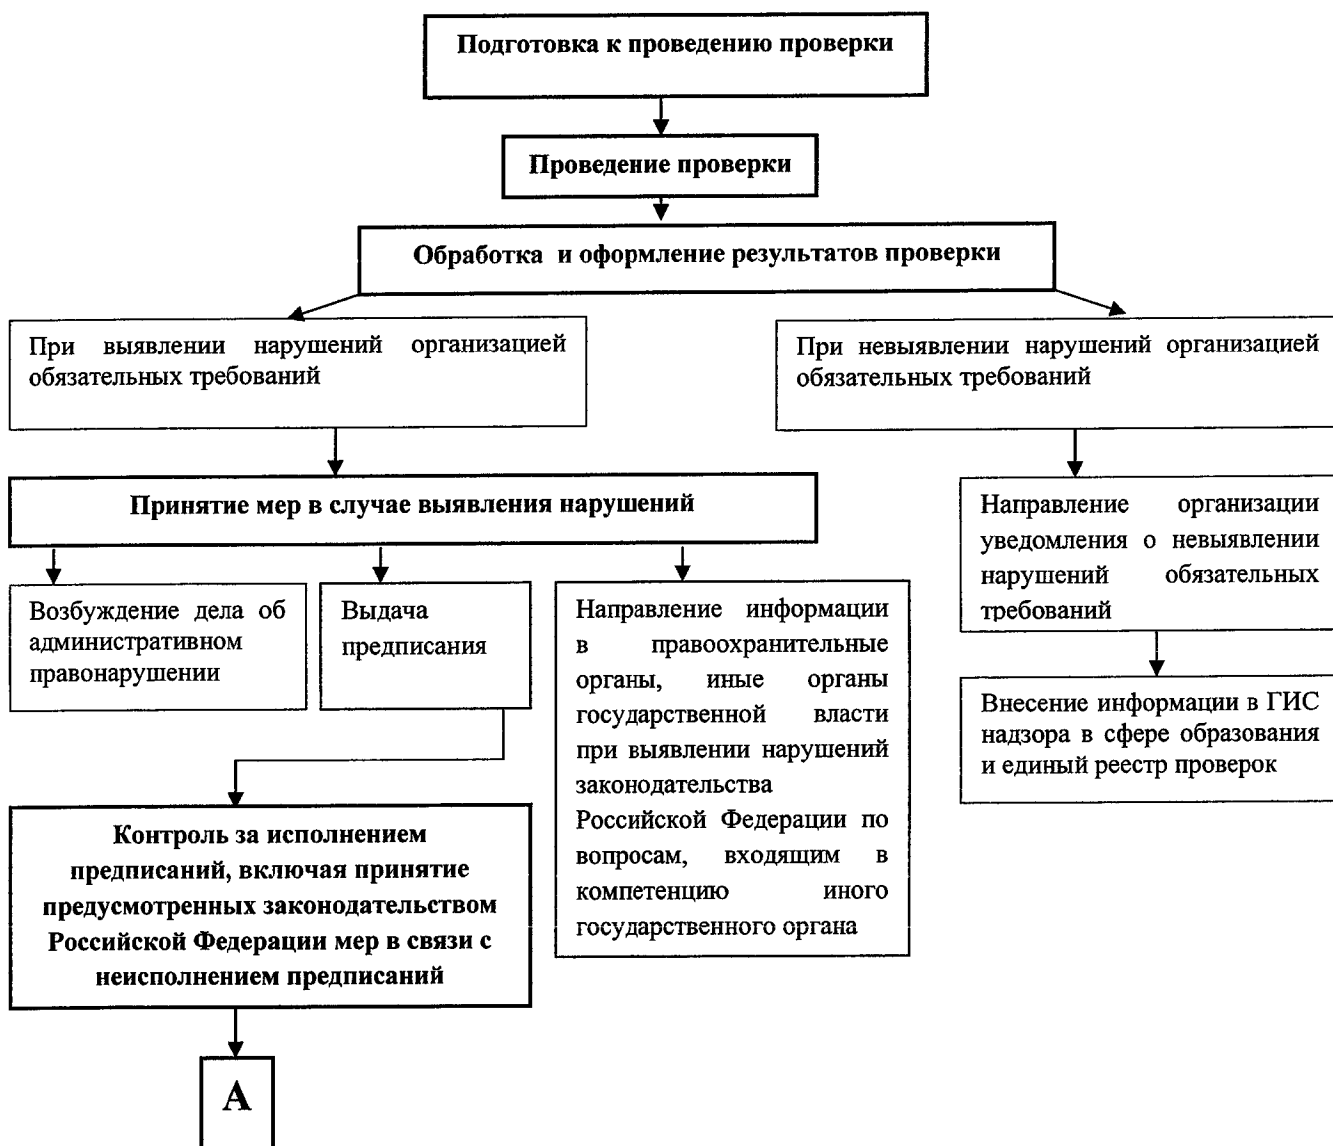 Подготовка к проведению проверки
Проведение проверки
Обработка и оформление результатов проверки
При выявлении нарушений организацией
обязательных требований
При невыявлении нарушений организацией
обязательных требований
Принятие мер в случае выявления нарушений
Направление организации
уведомления о невыявлении
нарушений обязательных
требований
Возбуждение дела об
административном
правонарушении
Выдача
предписания
Направление информации
в правоохранительные
органы, иные органы
государственной власти
при выявлении нарушений
законодательства
Российской Федерации по
вопросам, входящим в
компетенцию иного
государственного органа
Внесение информации в ГИС
надзора в сфере образования
и единый реестр проверок
Контроль за исполнением
предписаний, включая принятие
предусмотренных законодательством
Российской Федерации мер в связи с
неисполнением предписаний
А